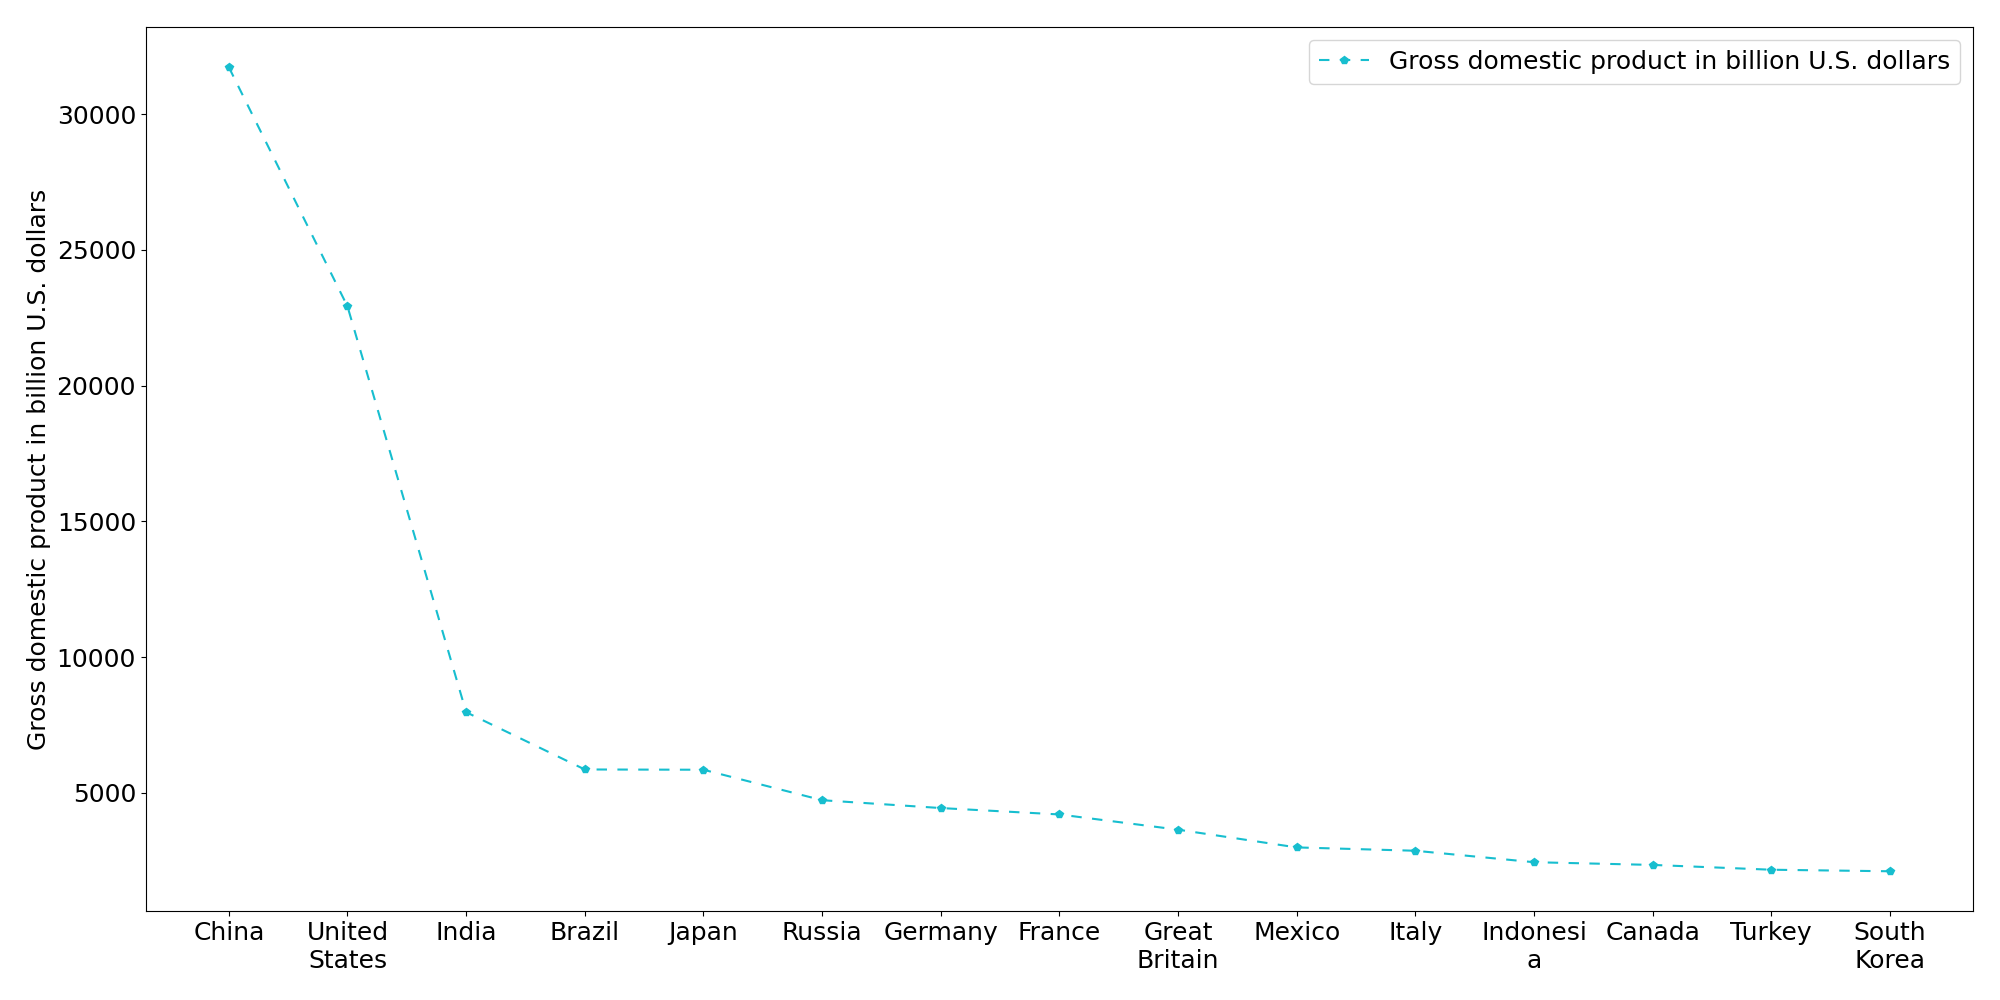 Gross domestic product in billion U.S. dollars
Gross domestic product in billion U.S. dollars
30000
25000
20000
15000
10000
5000
China
United
States
India
Brazil
Japan
Russia
Germany
France
Great
Britain
Mexico
Italy
Indonesi
a
Canada
Turkey
South
Korea